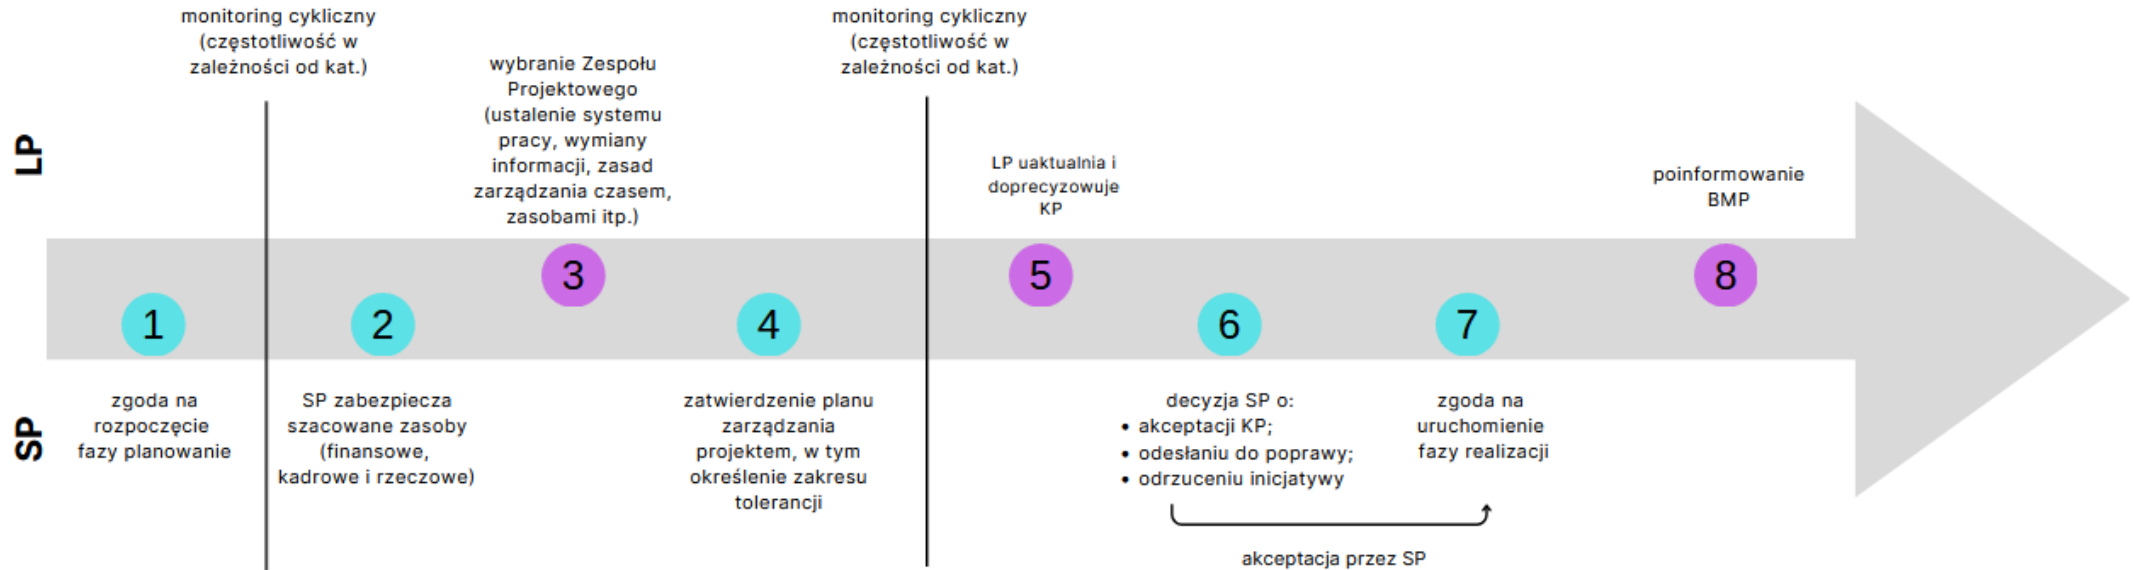 monitoring cykliczny
(częstotliwość w
zależności od kat.)
wybranie Zespołu
Projektowego
(ustalenie systemu
pracy, wymiany
informacji, zasad
zarządzania czasem,
zasobami itp.)
monitoring cykliczny
(częstotliwość w
zależności od kat.)
LP uaktualnia i
doprecyzowuje
KP
poinformowanie
BMP
LP
1
2
3
4
5
6
7
8
SP
zgoda na
rozpoczęcie
fazy planowanie
SP zabezpiecza
szacowane zasoby
(finansowe,
kadrowe i rzeczowe)
zatwierdzenie planu
zarządzania
projektem, w tym
określenie zakresu
tolerancji
decyzja SP o:
• akceptacji KP;
• odesłaniu do poprawy;
• odrzuceniu inicjatywy
zgoda na
uruchomienie
fazy realizacji
akceptacja przez SP